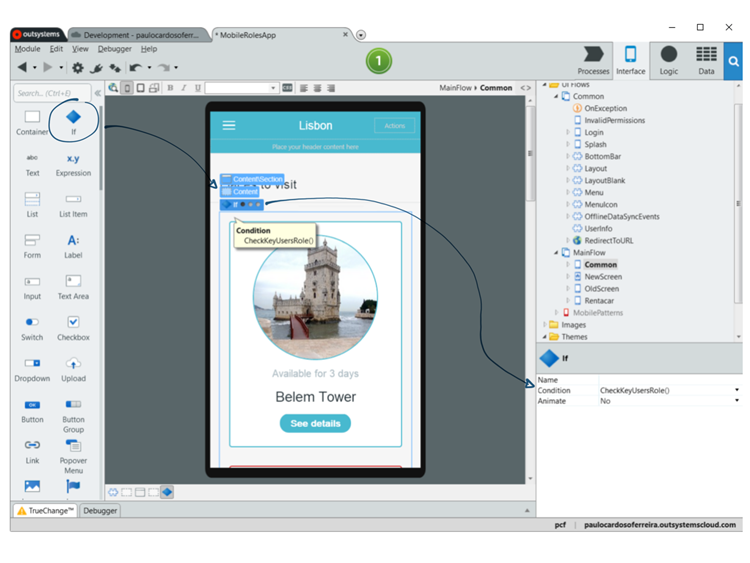 outsystems
Development - paulocardosoferr...
* MobileRolesApp
Module Edit View Debugger Help
1
Processes
Interface
Logic
Data
Search... (Ctrl+E)
B I U
MainFlow
Common
Container
If
abc
Text
x.y
Expression
List
List Item
Form
A:
Label
Input
Text Area
Switch
Checkbox
Dropdown
Upload
OK
Button
Button Group
Link
Popover Menu
Lisbon
Actions
Place your header content here
Content\Section
Content
to visit
If
Condition
CheckKeyUsersRole()
Available for 3 days
Belem Tower
See details
UI Flows
Common
OnException
InvalidPermissions
Login
Splash
BottomBar
Layout
LayoutBlank
Menu
MenuIcon
OfflineDataSyncEvents
UserInfo
RedirectToURL
MainFlow
Common
NewScreen
OldScreen
Rentacar
MobilePatterns
Images
Themes
If
Name
Condition CheckKeyUsersRole()
Animate No
TrueChange™
Debugger
pcf | paulocardosoferreira.outsystemscloud.com